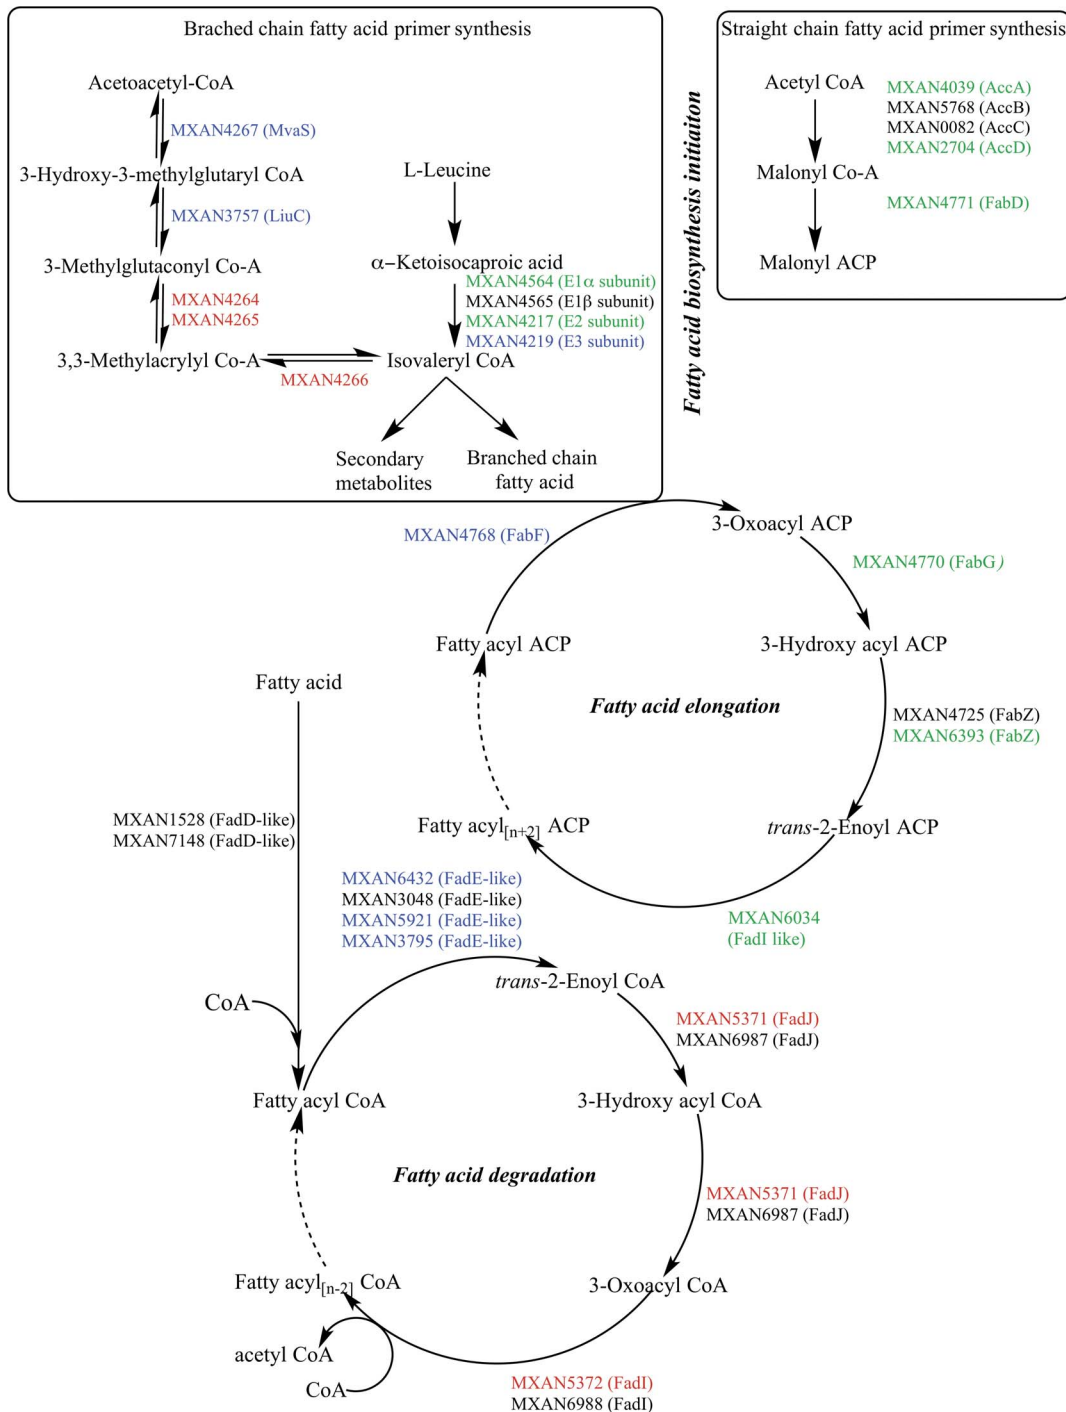 Brached chain fatty acid primer synthesis
Acetoacetyl-CoA
MXAN4267 (MvaS)
3-Hydroxy-3-methylglutaryl CoA
MXAN3757 (LiuC)
3-Methylglutaconyl Co-A
MXAN4264
MXAN4265
3,3-Methylacrylyl Co-A
MXAN4266
L-Leucine
α−Ketoisocaproic acid
MXAN4564 (E1α subunit)
MXAN4565 (E1β subunit)
MXAN4217 (E2 subunit)
MXAN4219 (E3 subunit)
Isovaleryl CoA
Secondary
metabolites
Branched chain
fatty acid
Fatty acid biosynthesis initiaiton
Straight chain fatty acid primer synthesis
Acetyl CoA
MXAN4039 (AccA)
MXAN5768 (AccB)
MXAN0082 (AccC)
MXAN2704 (AccD)
Malonyl Co-A
MXAN4771 (FabD)
Malonyl ACP
MXAN4768 (FabF)
3-Oxoacyl ACP
MXAN4770 (FabG)
3-Hydroxy acyl ACP
MXAN4725 (FabZ)
MXAN6393 (FabZ)
trans-2-Enoyl ACP
MXAN6034
(FadI like)
Fatty acyl[n+2] ACP
Fatty acyl ACP
Fatty acid elongation
Fatty acid
MXAN1528 (FadD-like)
MXAN7148 (FadD-like)
CoA
Fatty acyl CoA
MXAN6432 (FadE-like)
MXAN3048 (FadE-like)
MXAN5921 (FadE-like)
MXAN3795 (FadE-like)
trans-2-Enoyl CoA
MXAN5371 (FadJ)
MXAN6987 (FadJ)
3-Hydroxy acyl CoA
MXAN5371 (FadJ)
MXAN6987 (FadJ)
3-Oxoacyl CoA
MXAN5372 (FadI)
MXAN6988 (FadI)
Fatty acid degradation
Fatty acyl[n-2] CoA
acetyl CoA
CoA